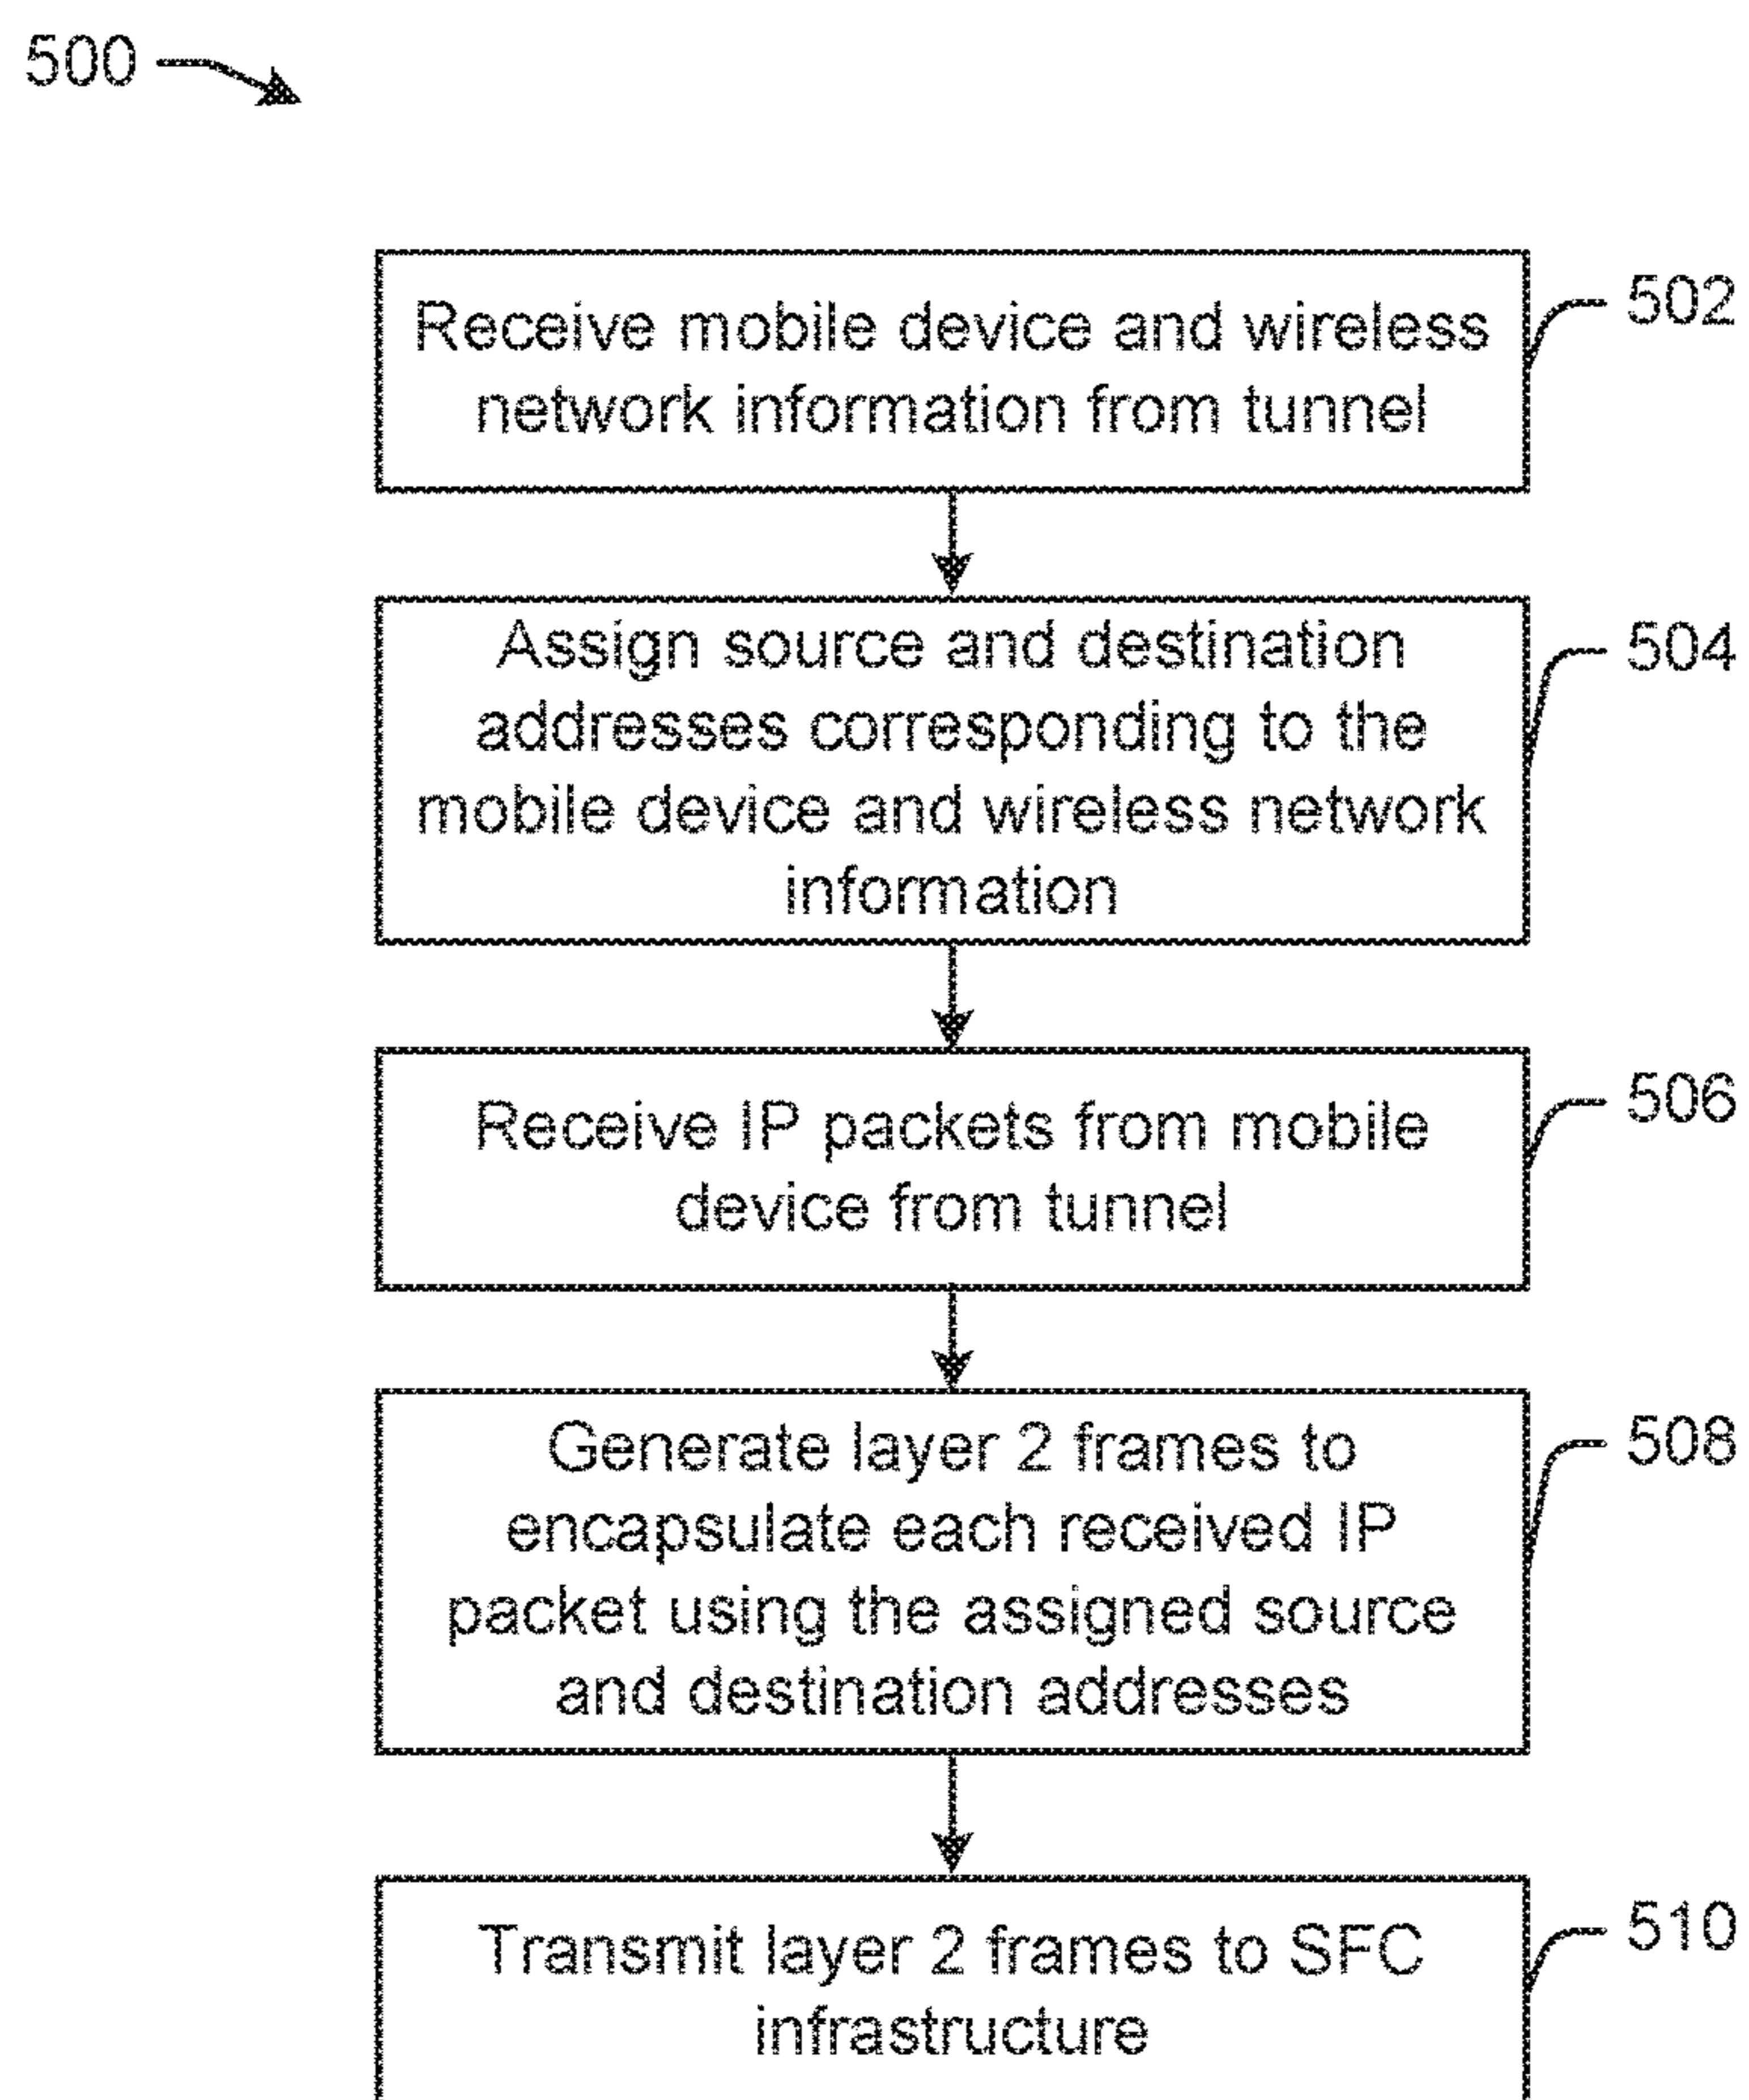 500
Receive mobile device and wireless
network information from tunnel
502
Assign source and destination
addresses corresponding to the
mobile device and wireless network
information
504
Receive IP packets from mobile
device from tunnel
506
Generate layer 2 frames to
encapsulate each received IP
packet using the assigned source
and destination addresses
508
Transmit layer 2 frames to SFC
infrastructure
510